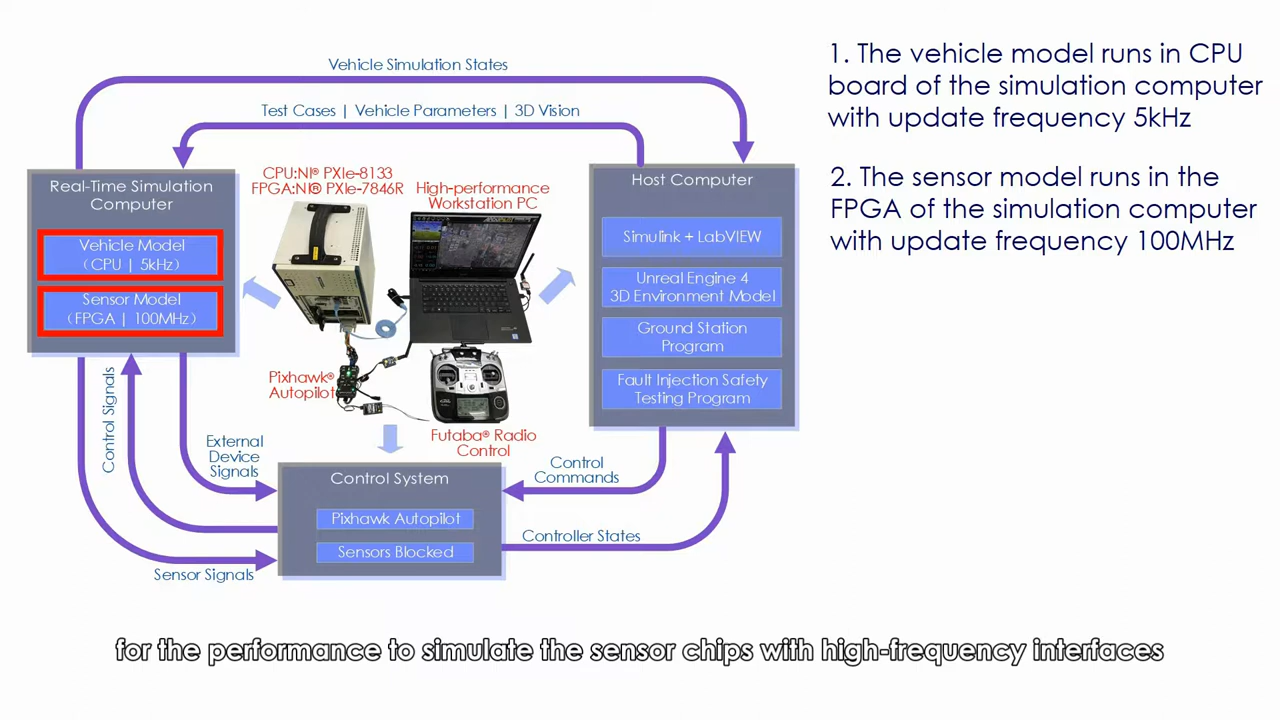 Vehicle Simulation States
Test Cases | Vehicle Parameters | 3D Vision
1. The vehicle model runs in CPU
board of the simulation computer
with update frequency 5kHz
2. The sensor model runs in the
FPGA of the simulation computer
with update frequency 100MHz
Real-Time Simulation
Computer
Vehicle Model
(CPU | 5kHz)
Sensor Model
(FPGA | 100MHz)
CPU:NI® PXIe-8133
FPGA:NI® PXIe-7846R
High-performance
Workstation PC
Host Computer
Simulink + LabVIEW
Unreal Engine 4
3D Environment Model
Ground Station
Program
Fault Injection Safety
Testing Program
Pixhawk®
Autopilot
Futaba® Radio
Control
Control Signals
External
Device
Signals
Control System
Pixhawk Autopilot
Sensors Blocked
Control
Commands
Controller States
Sensor Signals
for the performance to simulate the sensor chips with high-frequency interfaces